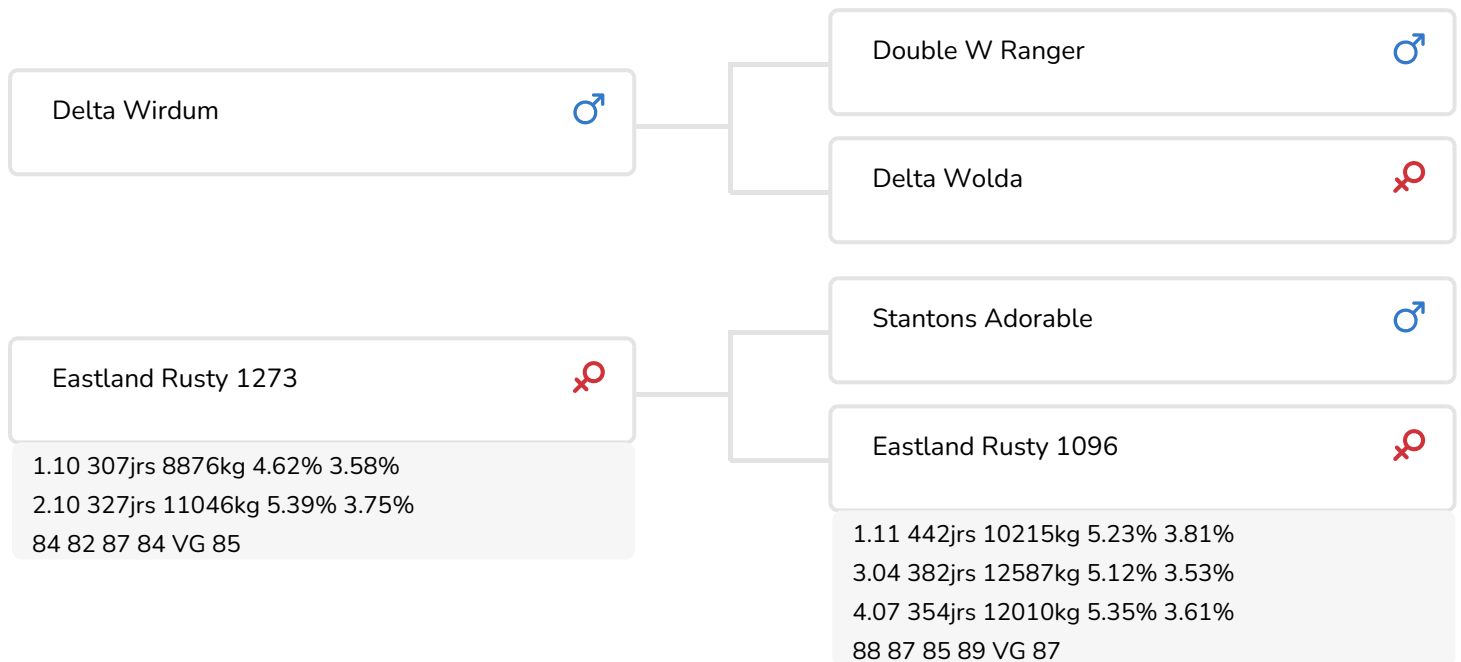 Double W Ranger
Delta Wirdum
Delta Wolda
Stantons Adorable
Eastland Rusty 1273
1.10 307jrs 8876kg 4.62% 3.58%
2.10 327jrs 11046kg 5.39% 3.75%
84 82 87 84 VG 85
Eastland Rusty 1096
1.11 442jrs 10215kg 5.23% 3.81%
3.04 382jrs 12587kg 5.12% 3.53%
4.07 354jrs 12010kg 5.35% 3.61%
88 87 85 89 VG 87